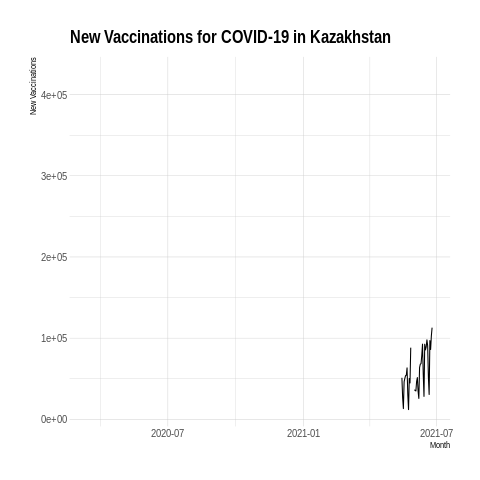 New Vaccinations for COVID-19 in Kazakhstan
New Vaccinations
4e+05
3e+05
2e+05
1e+05
0e+00
2020-07
2021-01
2021-07
Month